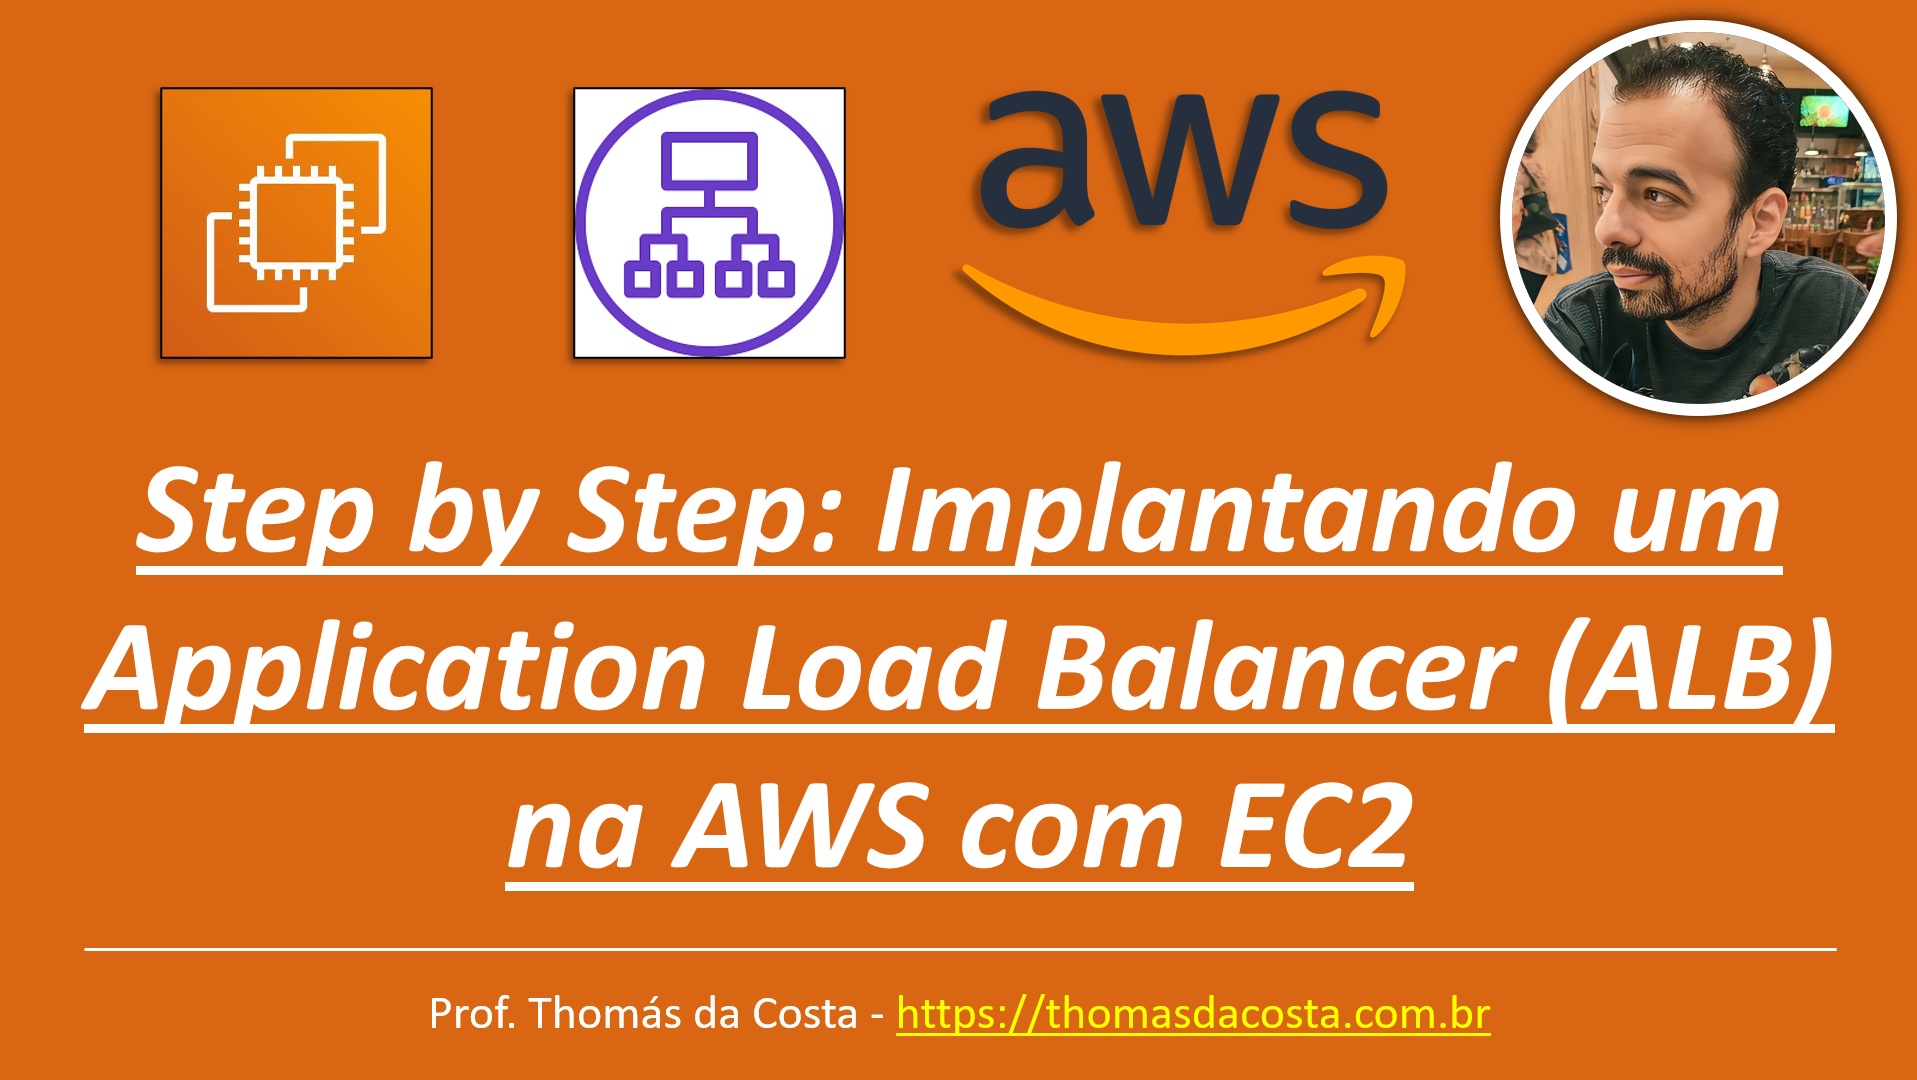 aws
Step by Step: Implantando um
Application Load Balancer (ALB)
na AWS com EC2
Prof. Thomás da Costa - https://thomasdacosta.com.br